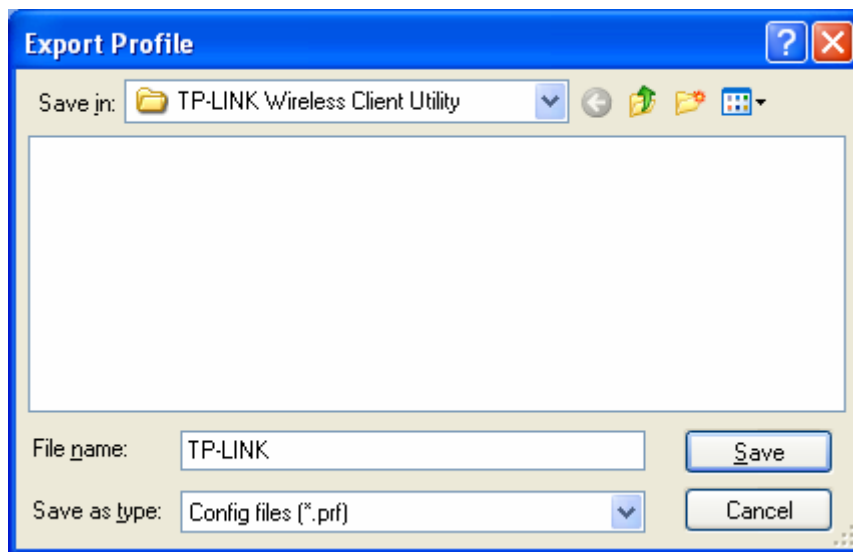 Export Profile
Save in: TP-LINK Wireless Client Utility
File name: TP-LINK Save
Save as type: Config files (*.prf) Cancel